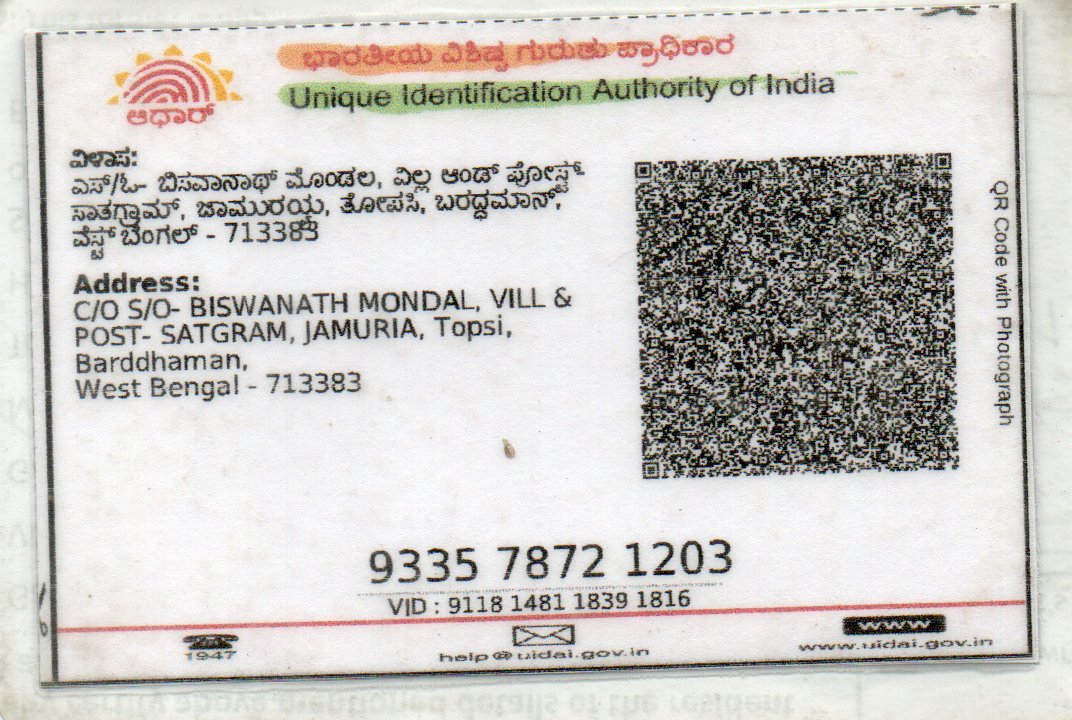 ಭಾರತೀಯ ವಿಶಿಷ್ಟ ಗುರುತು ಪ್ರಾಧಿಕಾರ
Unique Identification Authority of India
ಆಧಾರ್
ವಿಳಾಸ:
ಎಸ್/ಓ- ಬಿಸವಾನಾಥ್ ಮೊಂಡಲ, ವಿಲ್ಲ ಆಂಡ್ ಪೋಸ್ಟ್-
ಸಾತಗ್ರಾಮ್, ಜಾಮುರಯ್ಯ, ತೋಪಸಿ, ಬರದ್ಧಮಾನ್,
ವೆಸ್ಟ್ ಬೆಂಗಲ್ - 713383
Address:
C/O S/O- BISWANATH MONDAL, VILL &
POST- SATGRAM, JAMURIA, Topsi,
Barddhaman,
West Bengal - 713383
QR Code with Photograph
9335 7872 1203
VID : 9118 1481 1839 1816
1947
help@uidai.gov.in
www
www.uidai.gov.in